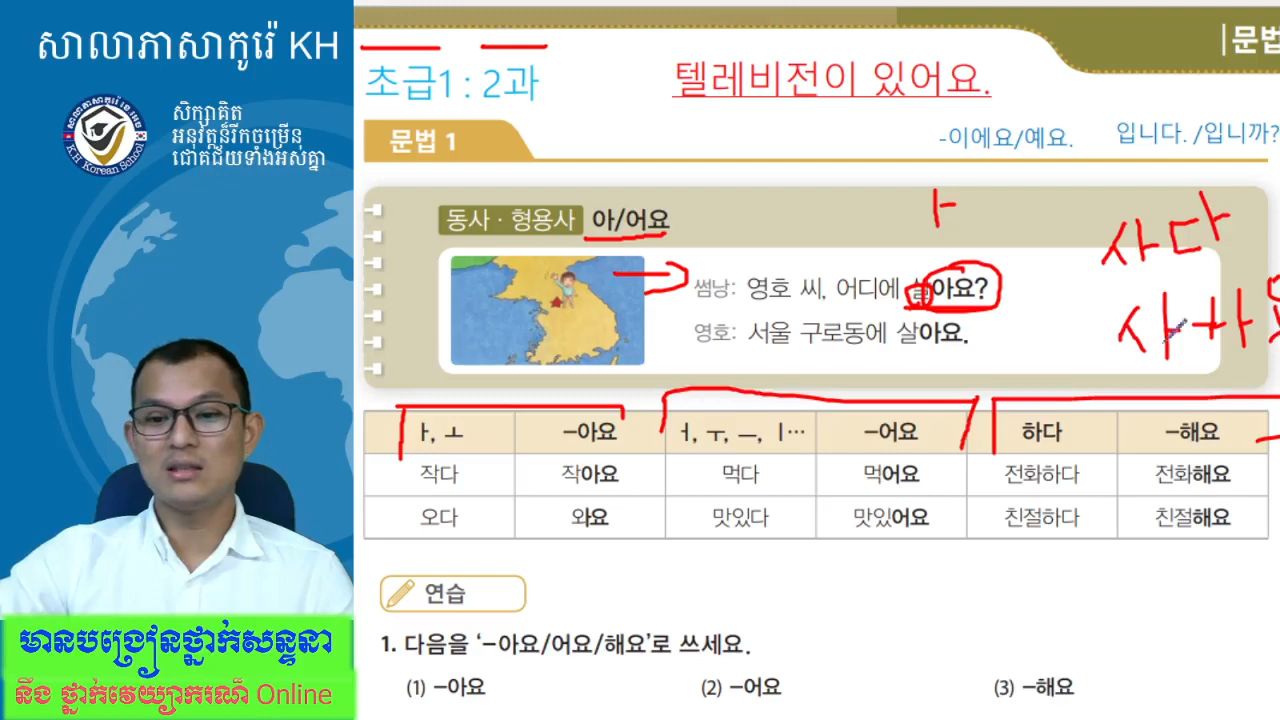 សាលាភាសាកូរ៉េ KH
សិក្សាគិត
អនុវត្តន៍រីកចម្រើន
ជោគជ័យទាំងអស់គ្នា
K.H Korean School
មានបង្រៀនថ្នាក់សន្ទនា
និង ថ្នាក់វេយ្យាករណ៍ Online
문법
초급1 : 2과
텔레비전이 있어요.
-이에요/예요.
입니다. /입니까?
문법 1
동사 · 형용사 아/어요
ㅏ
사다
썸낭: 영호 씨, 어디에 살아요?
영호: 서울 구로동에 살아요.
사+아
ㅏ, ㅗ -아요 ㅓ, ㅜ, ㅡ, ㅣ… -어요 하다 -해요
작다 작아요 먹다 먹어요 전화하다 전화해요
오다 와요 맛있다 맛있어요 친절하다 친절해요
연습
1. 다음을 ‘-아요/어요/해요’로 쓰세요.
(1) -아요 (2) -어요 (3) -해요